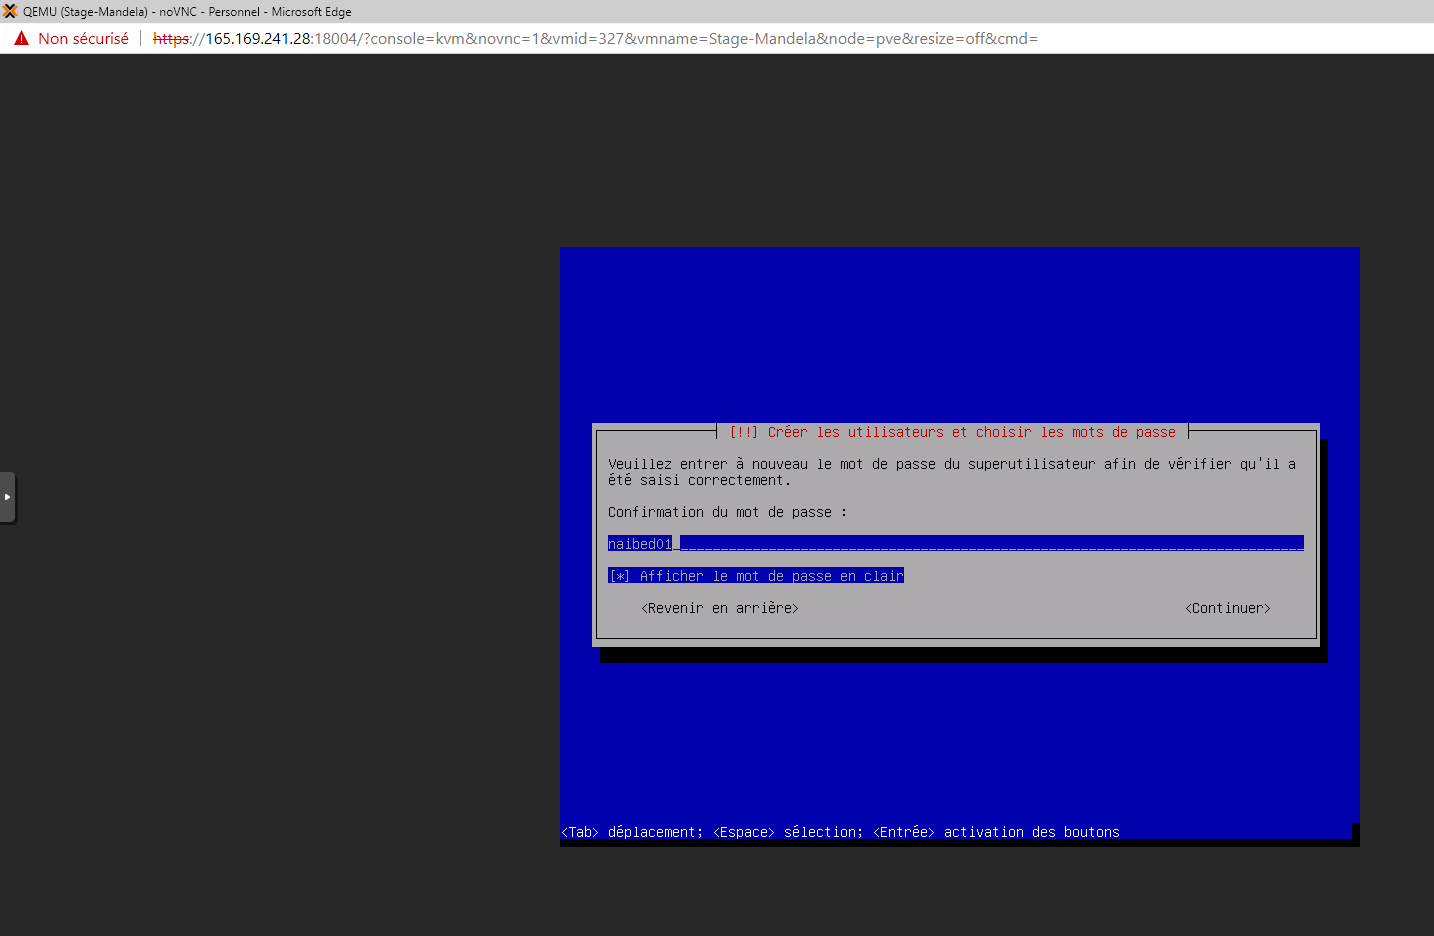 QEMU (Stage-Mandela) - noVNC - Personnel - Microsoft Edge
Non sécurisé | https://165.169.241.28:18004/?console=kvm&novnc=1&vmid=327&vmname=Stage-Mandela&node=pve&resize=off&cmd=
[!!] Créer les utilisateurs et choisir les mots de passe
Veuillez entrer à nouveau le mot de passe du superutilisateur afin de vérifier qu'il a
été saisi correctement.
Confirmation du mot de passe :
naibed01
[*] Afficher le mot de passe en clair
<Revenir en arrière> <Continuer>
<Tab> déplacement; <Espace> sélection; <Entrée> activation des boutons